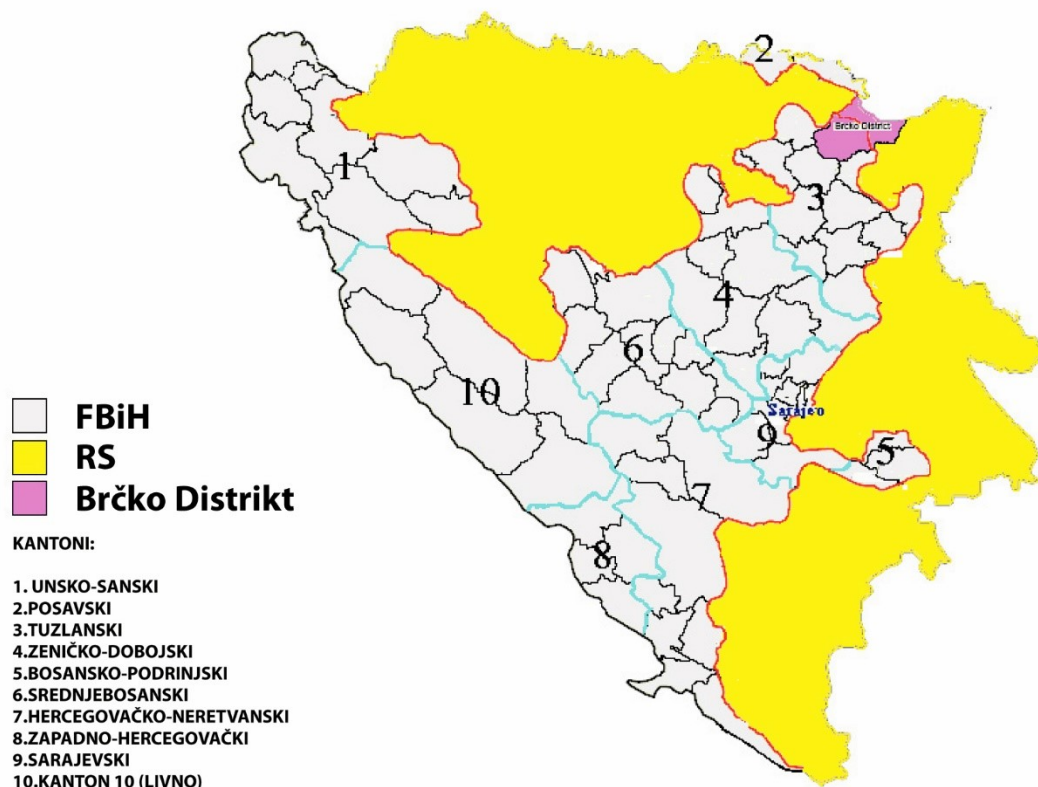 2
Brčko District
1
3
4
6
10
Sarajevo
9
5
7
8
FBiH
RS
Brčko Distrikt
KANTONI:
1. UNSKO-SANSKI
2.POSAVSKI
3.TUZLANSKI
4.ZENIČKO-DOBOJSKI
5.BOSANSKO-PODRINJSKI
6.SREDNJEBOSANSKI
7.HERCEGOVAČKO-NERETVANSKI
8.ZAPADNO-HERCEGOVAČKI
9.SARAJEVSKI
10.KANTON 10 (LIVNO)